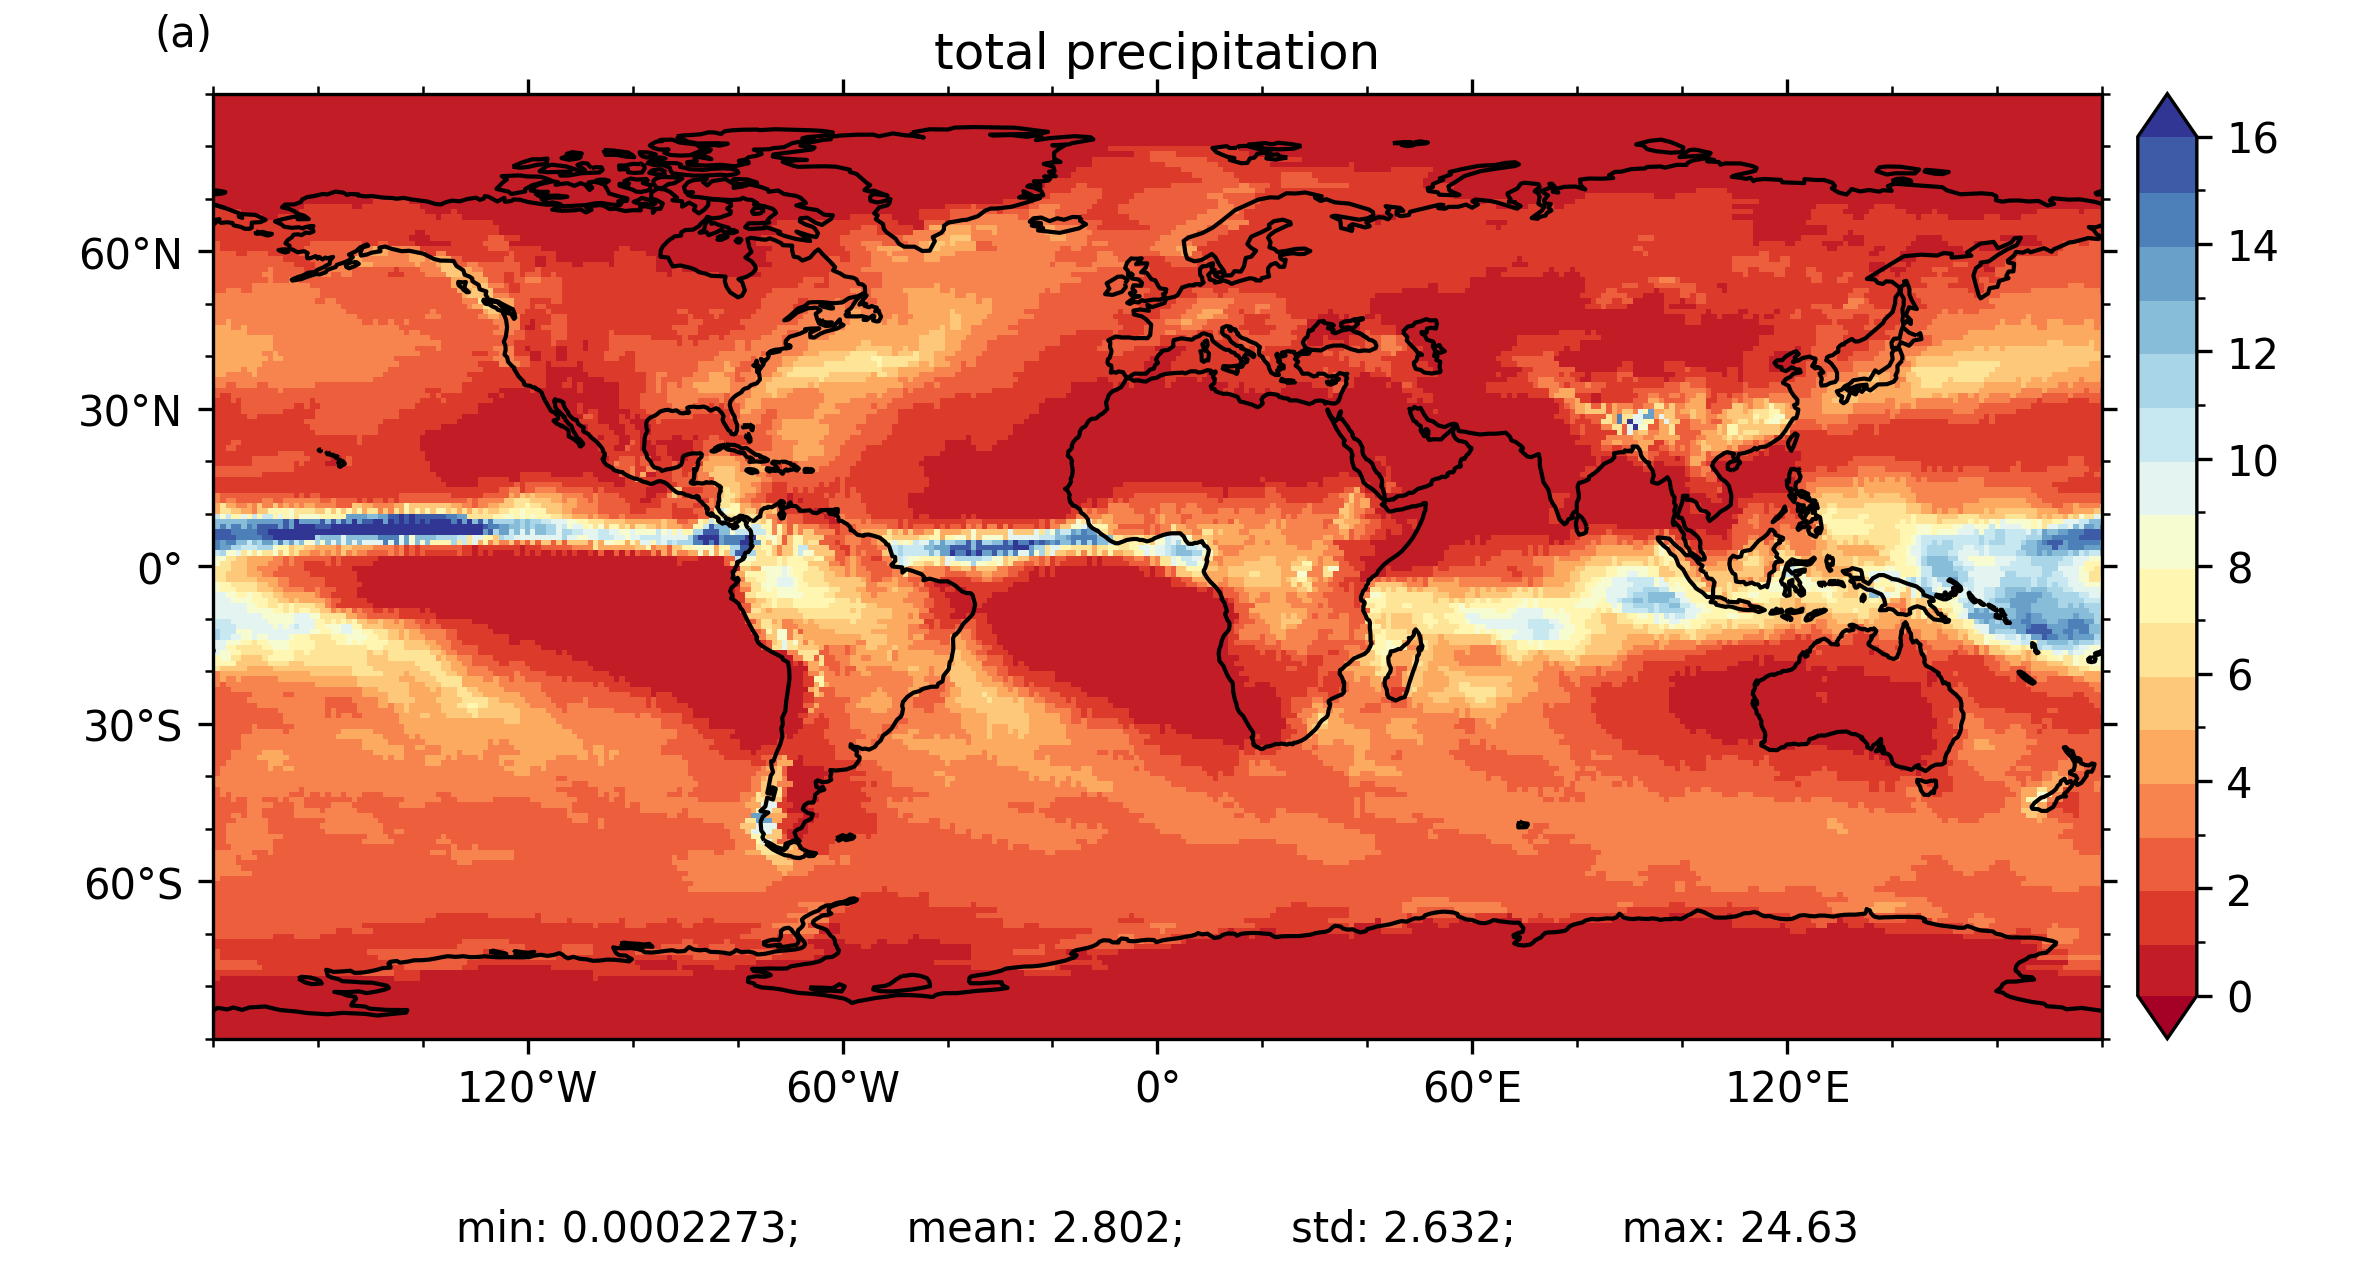 (a)
total precipitation
60°N
30°N
0°
30°S
60°S
120°W 60°W 0° 60°E 120°E
16
14
12
10
8
6
4
2
0
min: 0.0002273; mean: 2.802; std: 2.632; max: 24.63